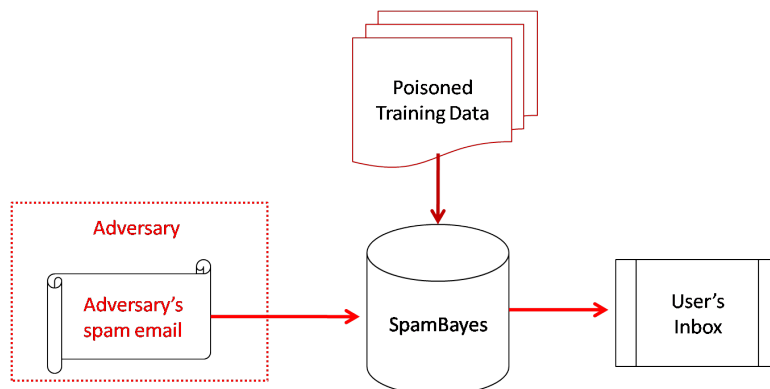 Poisoned
Training Data
Adversary
Adversary's
spam email
SpamBayes
User's
Inbox